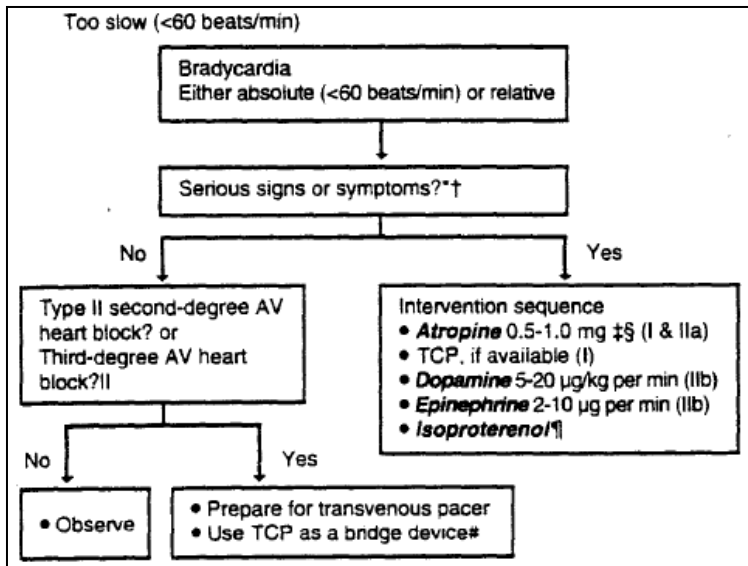 Too slow (<60 beats/min)
Bradycardia
Either absolute (<60 beats/min) or relative
Serious signs or symptoms?*†
No
Yes
Type II second-degree AV
heart block? or
Third-degree AV heart
block?II
Intervention sequence
● Atropine 0.5-1.0 mg ‡§ (I & IIa)
● TCP, if available (I)
● Dopamine 5-20 µg/kg per min (IIb)
● Epinephrine 2-10 µg per min (IIb)
● Isoproterenol¶
No
Yes
● Observe
● Prepare for transvenous pacer
● Use TCP as a bridge device#